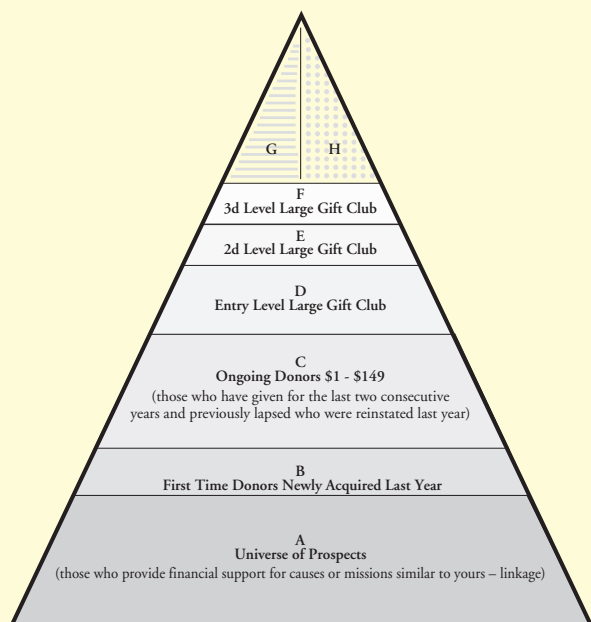 G H
F
3d Level Large Gift Club
E
2d Level Large Gift Club
D
Entry Level Large Gift Club
C
Ongoing Donors $1 - $149
(those who have given for the last two consecutive
years and previously lapsed who were reinstated last year)
B
First Time Donors Newly Acquired Last Year
A
Universe of Prospects
(those who provide financial support for causes or missions similar to yours – linkage)